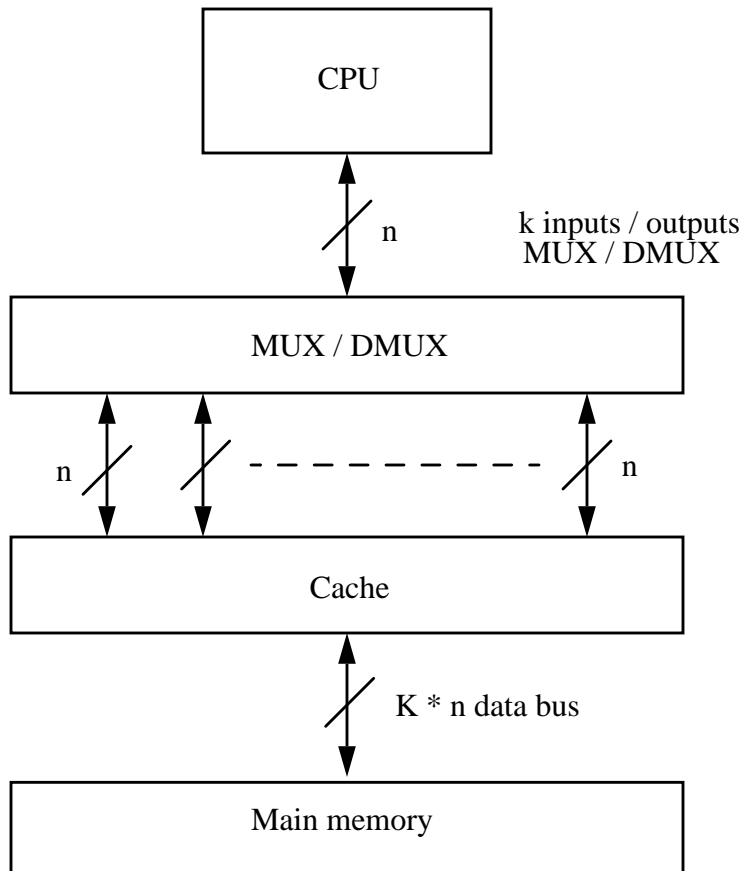 CPU
n
k inputs / outputs
MUX / DMUX
MUX / DMUX
n
n
Cache
K * n data bus
Main memory